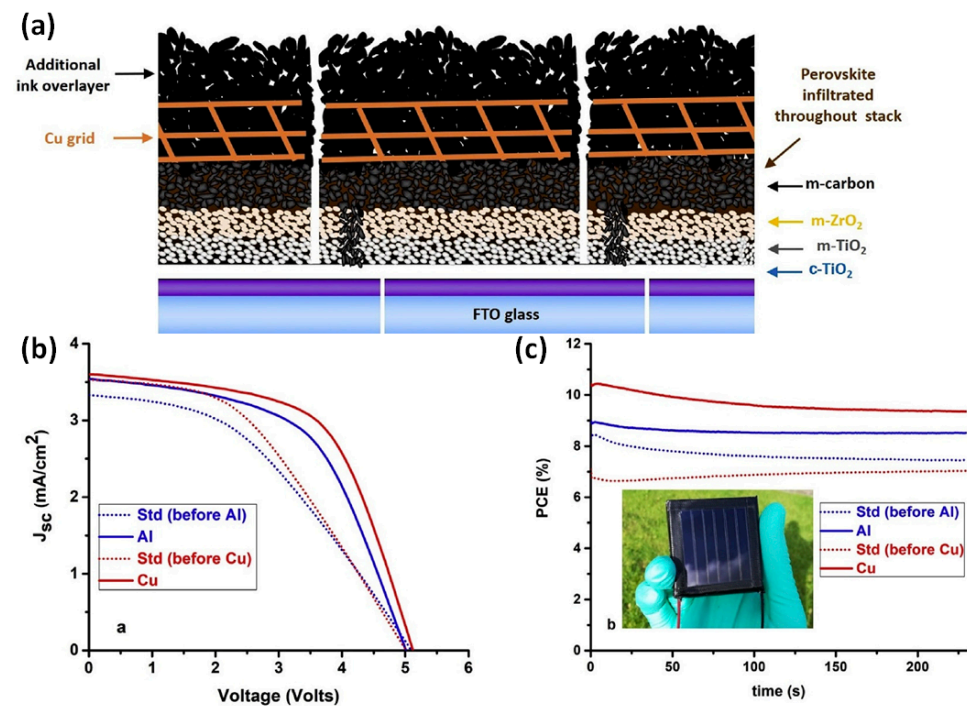 (a)
Additional
ink overlayer
Cu grid
Perovskite
infiltrated
throughout stack
m-carbon
m-ZrO₂
m-TiO₂
c-TiO₂
FTO glass
(b)
4
3
2
1
0
J_SC (mA/cm²)
Std (before Al)
Al
Std (before Cu)
Cu
a
0 1 2 3 4 5 6
Voltage (Volts)
(c)
12
10
8
6
4
2
0
PCE (%)
Std (before Al)
Al
Std (before Cu)
Cu
b
0 50 100 150 200
time (s)